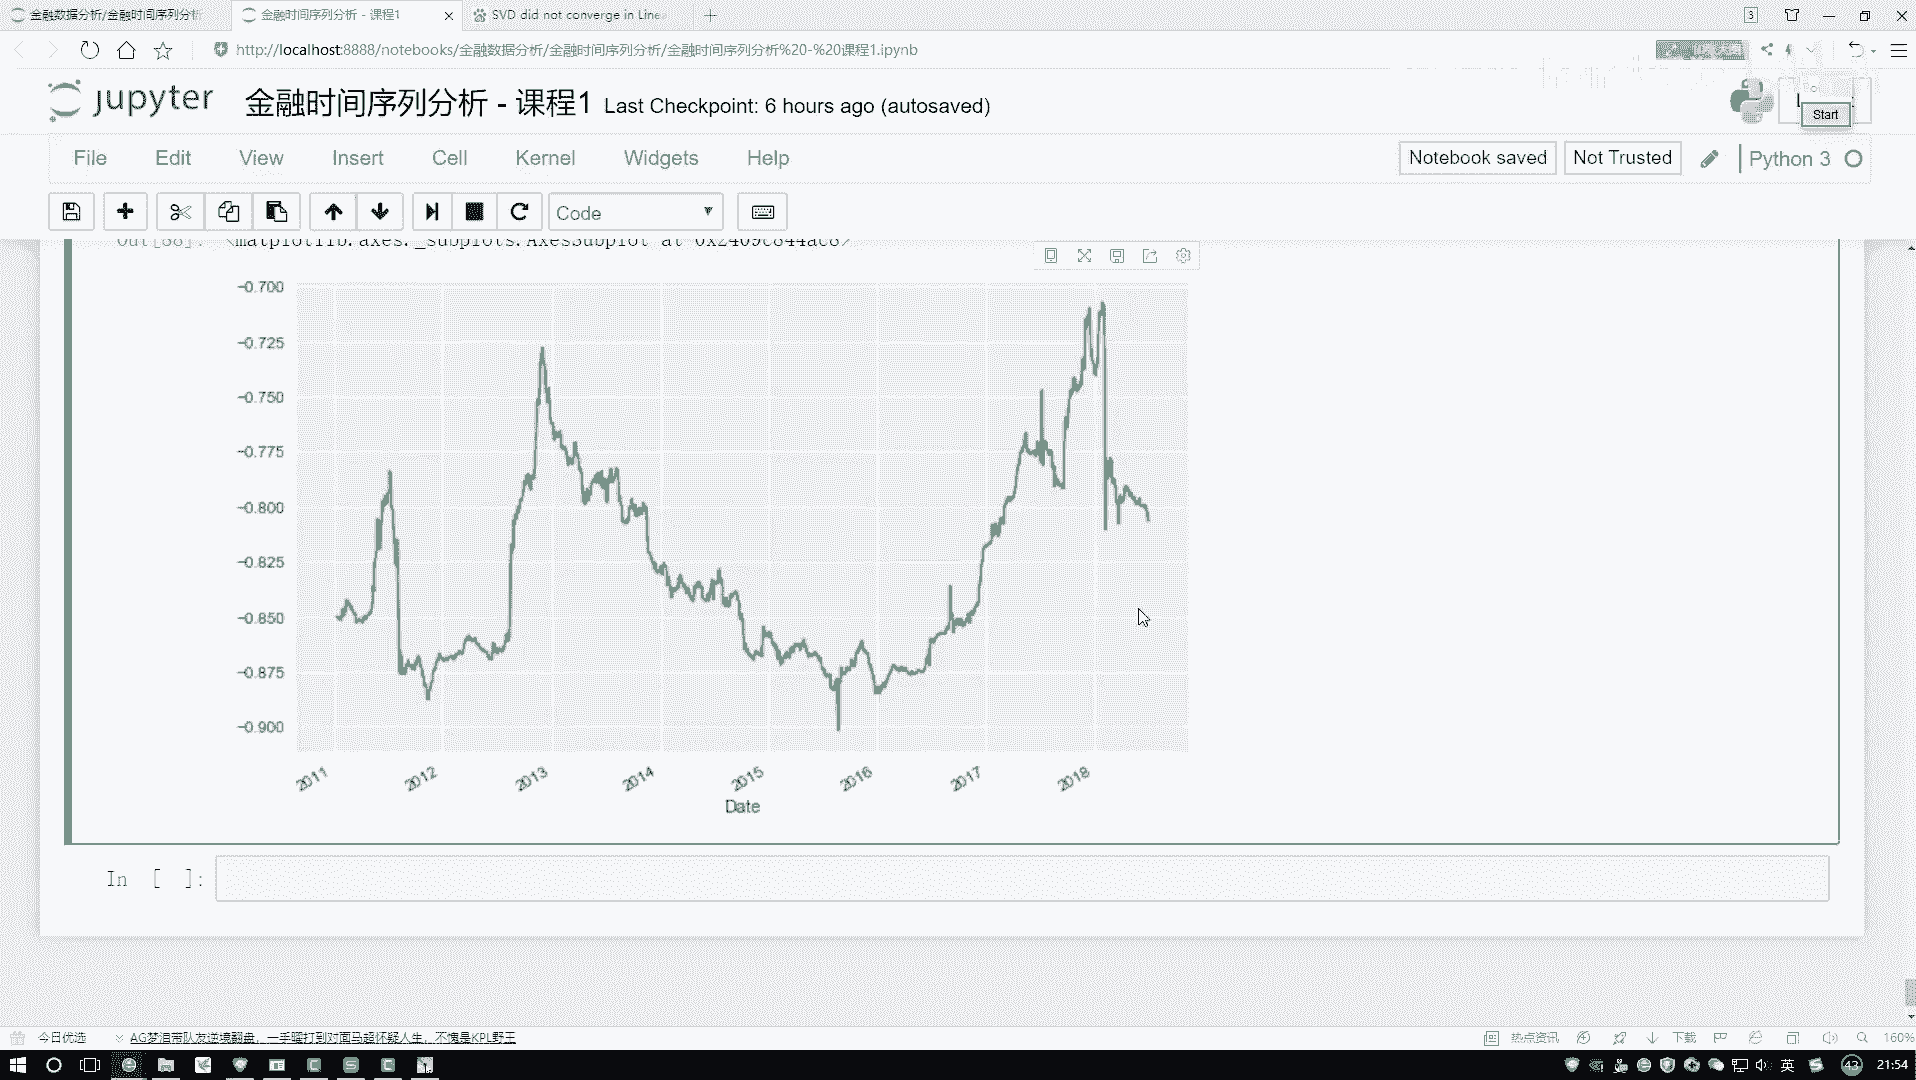 金融数据分析/金融时间序列分析
金融时间序列分析 - 课程1
SVD did not converge in Line
3
http://localhost:8888/notebooks/金融数据分析/金融时间序列分析/金融时间序列分析%20-%20课程1.ipynb
jupyter
金融时间序列分析 - 课程1 Last Checkpoint: 6 hours ago (autosaved)
Start
File Edit View Insert Cell Kernel Widgets Help
Notebook saved
Not Trusted
Python 3
Code
Out[88]: <matplotlib.axes._subplots.AxesSubplot at 0x2409c844ac8>
−0.700
−0.725
−0.750
−0.775
−0.800
−0.825
−0.850
−0.875
−0.900
2011 2012 2013 2014 2015 2016 2017 2018
Date
In [ ]:
今日优选
AG梦泪带队友逆境翻盘，一手曜打到对面马超怀疑人生，不愧是KPL野王
热点资讯
下载
160%
英
43
21:54